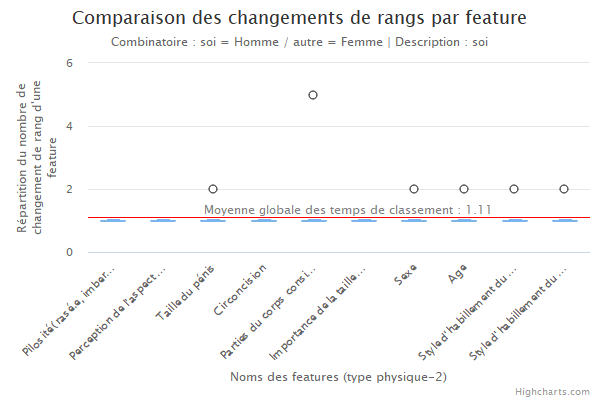 Comparaison des changements de rangs par feature
Combinatoire : soi = Homme / autre = Femme | Description : soi
Répartition du nombre de
changement de rang d'une
feature
6
4
2
0
Moyenne globale des temps de classement : 1.11
Pilosité(rasée, imber...
Perception de l'aspect...
Taille du pénis
Circoncision
Parties du corps consi...
Importance de la taille...
Sexe
Age
Style d'habillement du ...
Style d'habillement du ...
Noms des features (type physique-2)
Highcharts.com